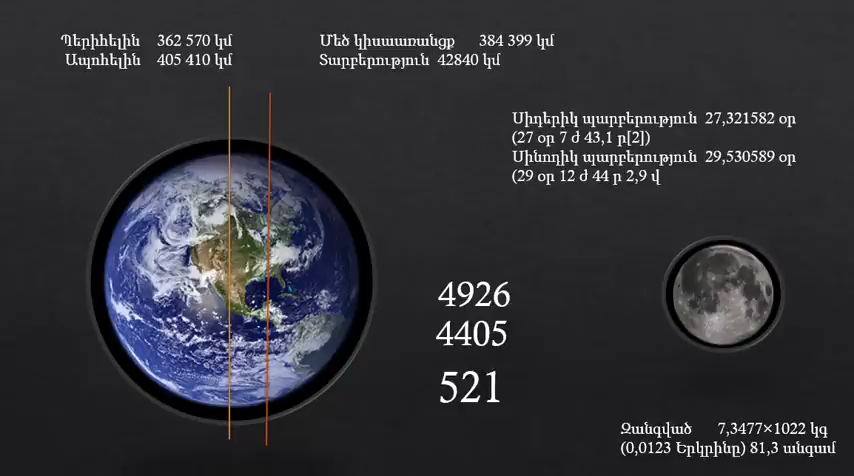 Պերիհելին 362 570 կմ
Ապոհելին 405 410 կմ
Մեծ կիսաառանցք 384 399 կմ
Տարբերություն 42840 կմ
Սիդերիկ պարբերություն 27,321582 օր
(27 օր 7 ժ 43,1 ր[2])
Սինոդիկ պարբերություն 29,530589 օր
(29 օր 12 ժ 44 ր 2,9 վ
4926
4405
521
Զանգված 7,3477×1022 կգ
(0,0123 Երկրինը) 81,3 անգամ